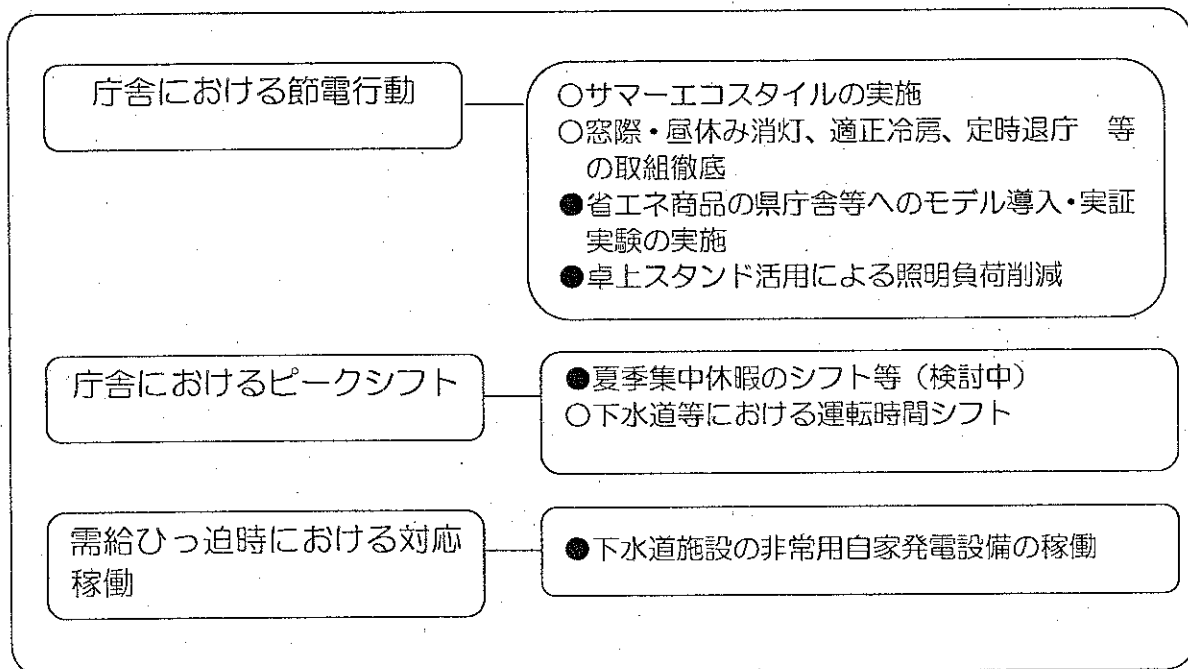 庁舎における節電行動
○サマーエコスタイルの実施
○窓際・昼休み消灯、適正冷房、定時退庁　等
の取組徹底
●省エネ商品の県庁舎等へのモデル導入・実証
実験の実施
●卓上スタンド活用による照明負荷削減
庁舎におけるピークシフト
●夏季集中休暇のシフト等（検討中）
○下水道等における運転時間シフト
需給ひっ迫時における対応
稼働
●下水道施設の非常用自家発電設備の稼働